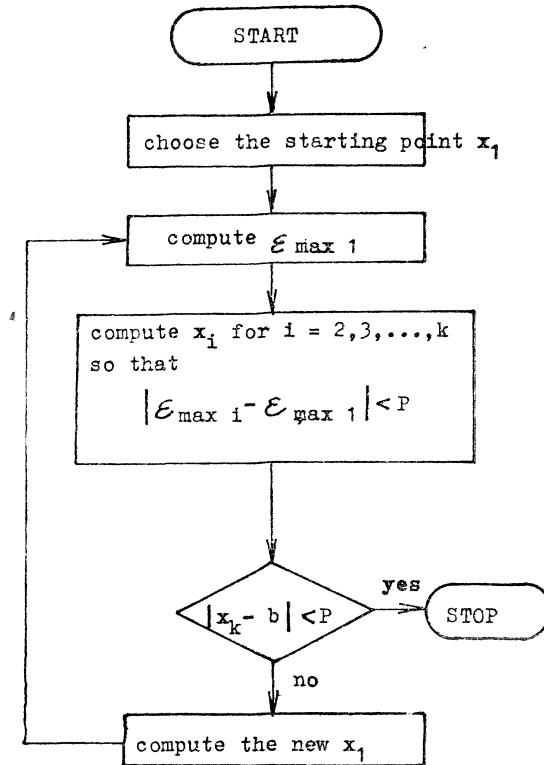 START
choose the starting point x₁
compute ℰ max 1
compute xᵢ for i = 2,3,...,k
so that
|ℰ max i - ℰ max 1| < P
|xₖ - b| < P
yes
STOP
no
compute the new x₁